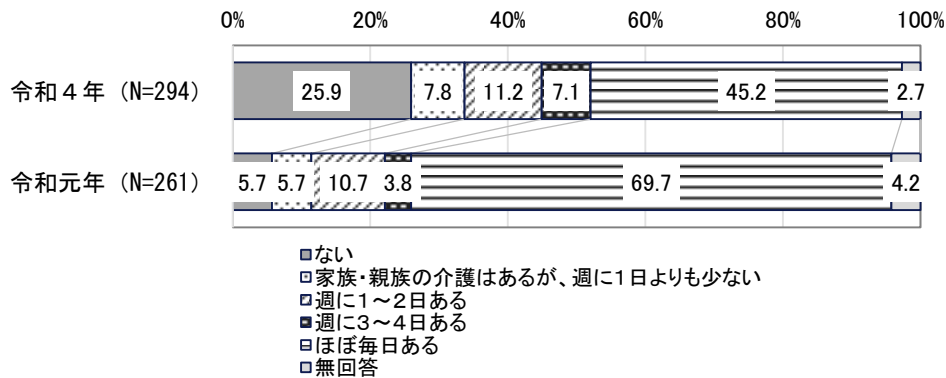 0% 20% 40% 60% 80% 100%
令和４年 (N=294) 25.9 7.8 11.2 7.1 45.2 2.7
令和元年 (N=261) 5.7 5.7 10.7 3.8 69.7 4.2
ない
家族・親族の介護はあるが、週に１日よりも少ない
週に１～２日ある
週に３～４日ある
ほぼ毎日ある
無回答